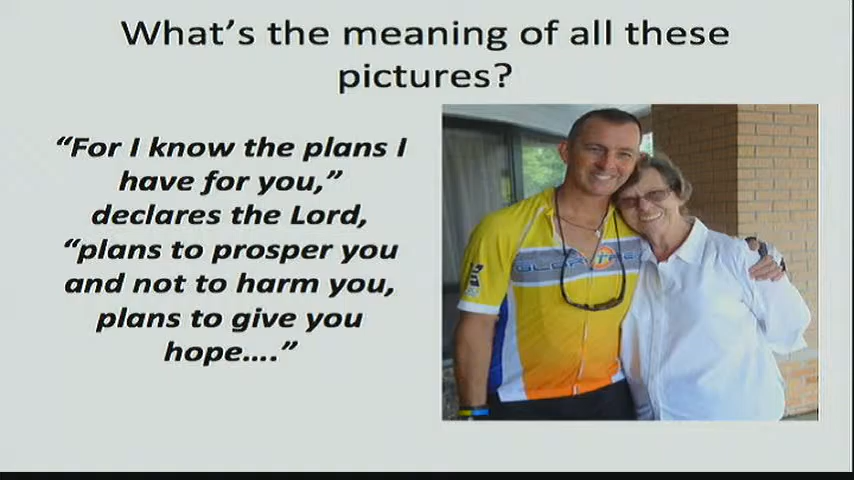 What’s the meaning of all these
pictures?
“For I know the plans I
have for you,”
declares the Lord,
“plans to prosper you
and not to harm you,
plans to give you
hope....”